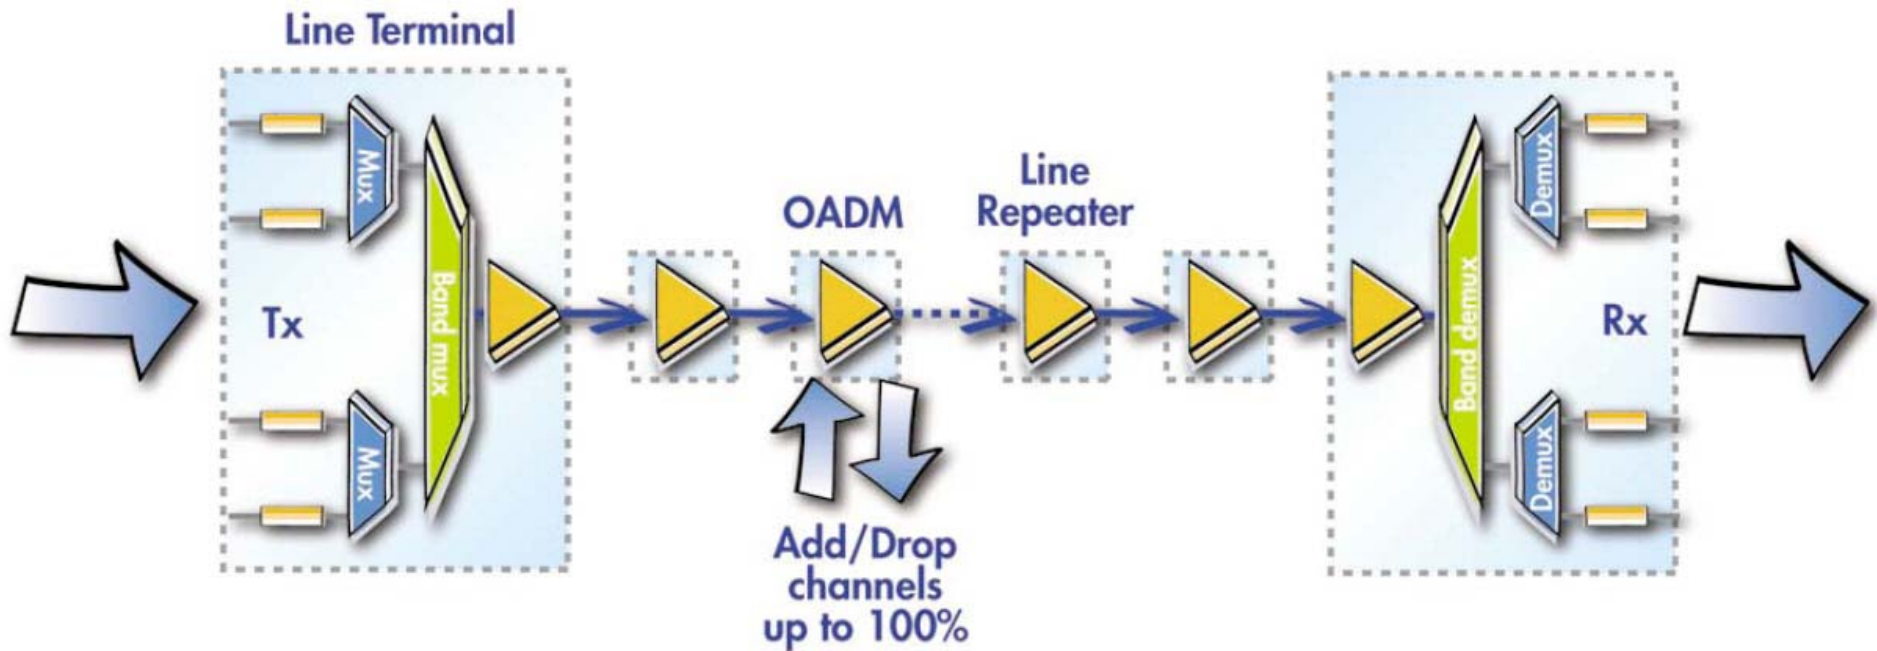 Line Terminal
Mux
Band mux
Tx
Mux
OADM
Line
Repeater
Add/Drop
channels
up to 100%
Band demux
Demux
Rx
Demux